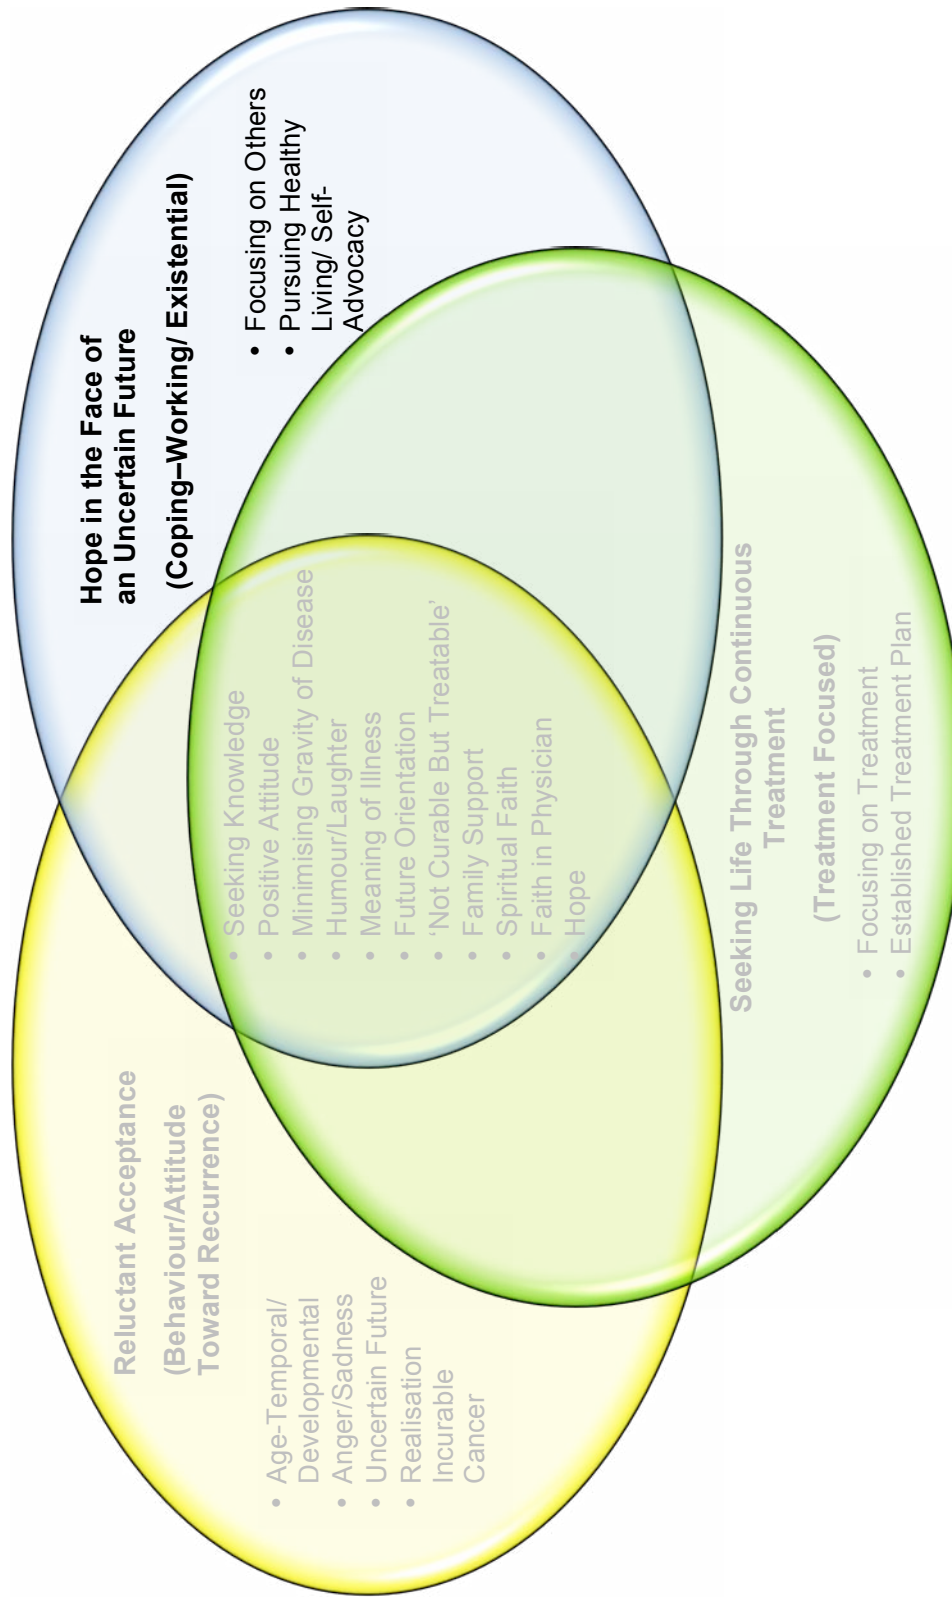 Reluctant Acceptance
(Behaviour/Attitude
Toward Recurrence)
• Age-Temporal/
Developmental
• Anger/Sadness
• Uncertain Future
• Realisation
Incurable
Cancer
Hope in the Face of
an Uncertain Future
(Coping–Working/ Existential)
• Focusing on Others
• Pursuing Healthy
Living/ Self-
Advocacy
• Seeking Knowledge
• Positive Attitude
• Minimising Gravity of Disease
• Humour/Laughter
• Meaning of Illness
• Future Orientation
• ‘Not Curable But Treatable’
• Family Support
• Spiritual Faith
• Faith in Physician
• Hope
Seeking Life Through Continuous
Treatment
(Treatment Focused)
• Focusing on Treatment
• Established Treatment Plan